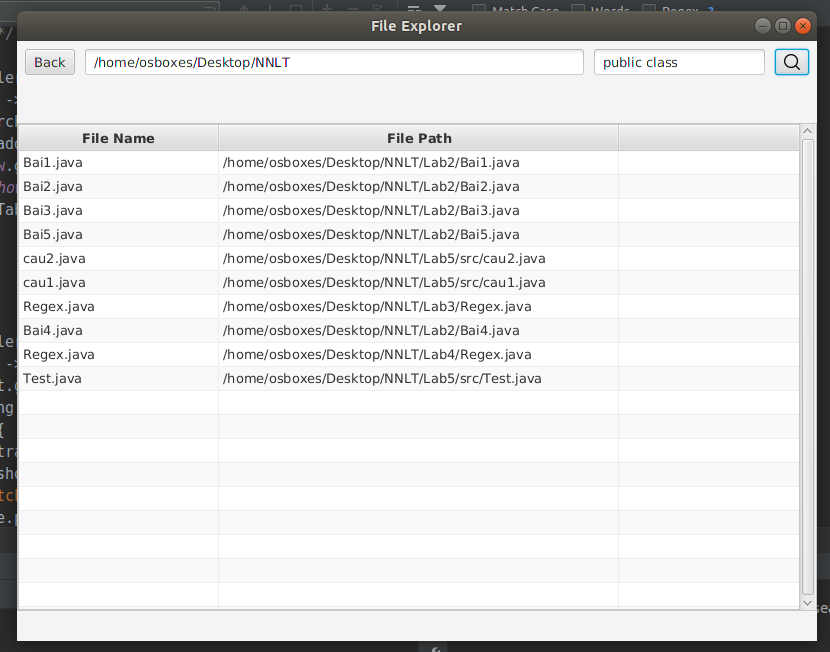 Match Case Words Regex ?
File Explorer
Back /home/osboxes/Desktop/NNLT public class
File Name File Path
Bai1.java /home/osboxes/Desktop/NNLT/Lab2/Bai1.java
Bai2.java /home/osboxes/Desktop/NNLT/Lab2/Bai2.java
Bai3.java /home/osboxes/Desktop/NNLT/Lab2/Bai3.java
Bai5.java /home/osboxes/Desktop/NNLT/Lab2/Bai5.java
cau2.java /home/osboxes/Desktop/NNLT/Lab5/src/cau2.java
cau1.java /home/osboxes/Desktop/NNLT/Lab5/src/cau1.java
Regex.java /home/osboxes/Desktop/NNLT/Lab3/Regex.java
Bai4.java /home/osboxes/Desktop/NNLT/Lab2/Bai4.java
Regex.java /home/osboxes/Desktop/NNLT/Lab4/Regex.java
Test.java /home/osboxes/Desktop/NNLT/Lab5/src/Test.java